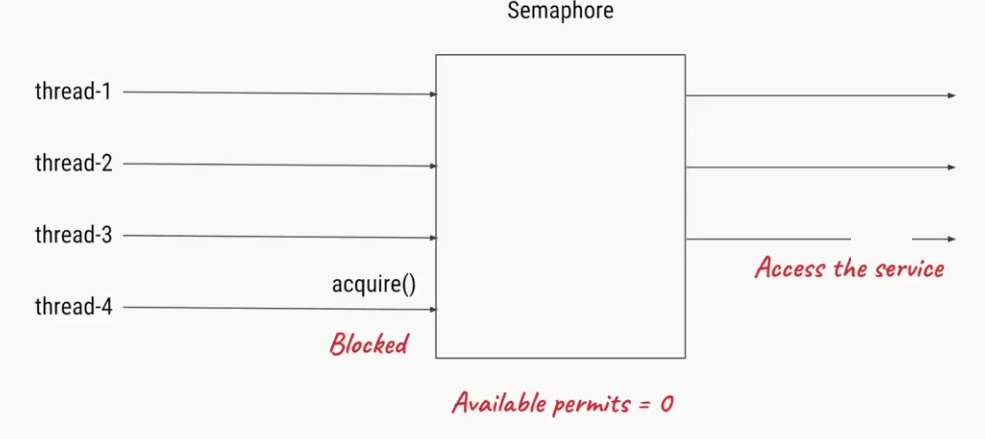 Semaphore
thread-1
thread-2
thread-3
Access the service
acquire()
thread-4
Blocked
Available permits = 0